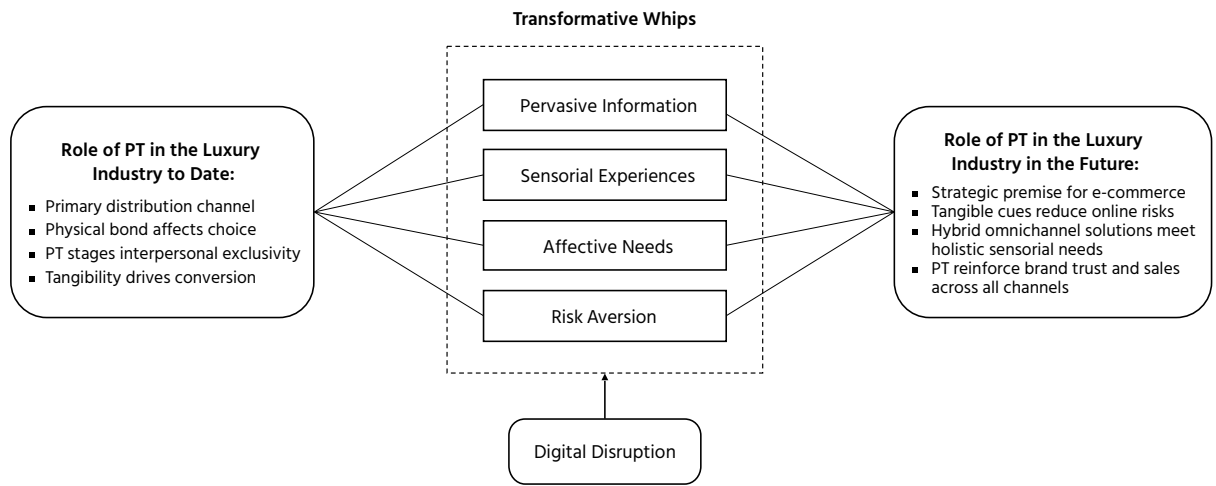 Transformative Whips
Role of PT in the Luxury
Industry to Date:
▪ Primary distribution channel
▪ Physical bond affects choice
▪ PT stages interpersonal exclusivity
▪ Tangibility drives conversion
Pervasive Information
Sensorial Experiences
Affective Needs
Risk Aversion
Role of PT in the Luxury
Industry in the Future:
▪ Strategic premise for e-commerce
▪ Tangible cues reduce online risks
▪ Hybrid omnichannel solutions meet
holistic sensorial needs
▪ PT reinforce brand trust and sales
across all channels
Digital Disruption